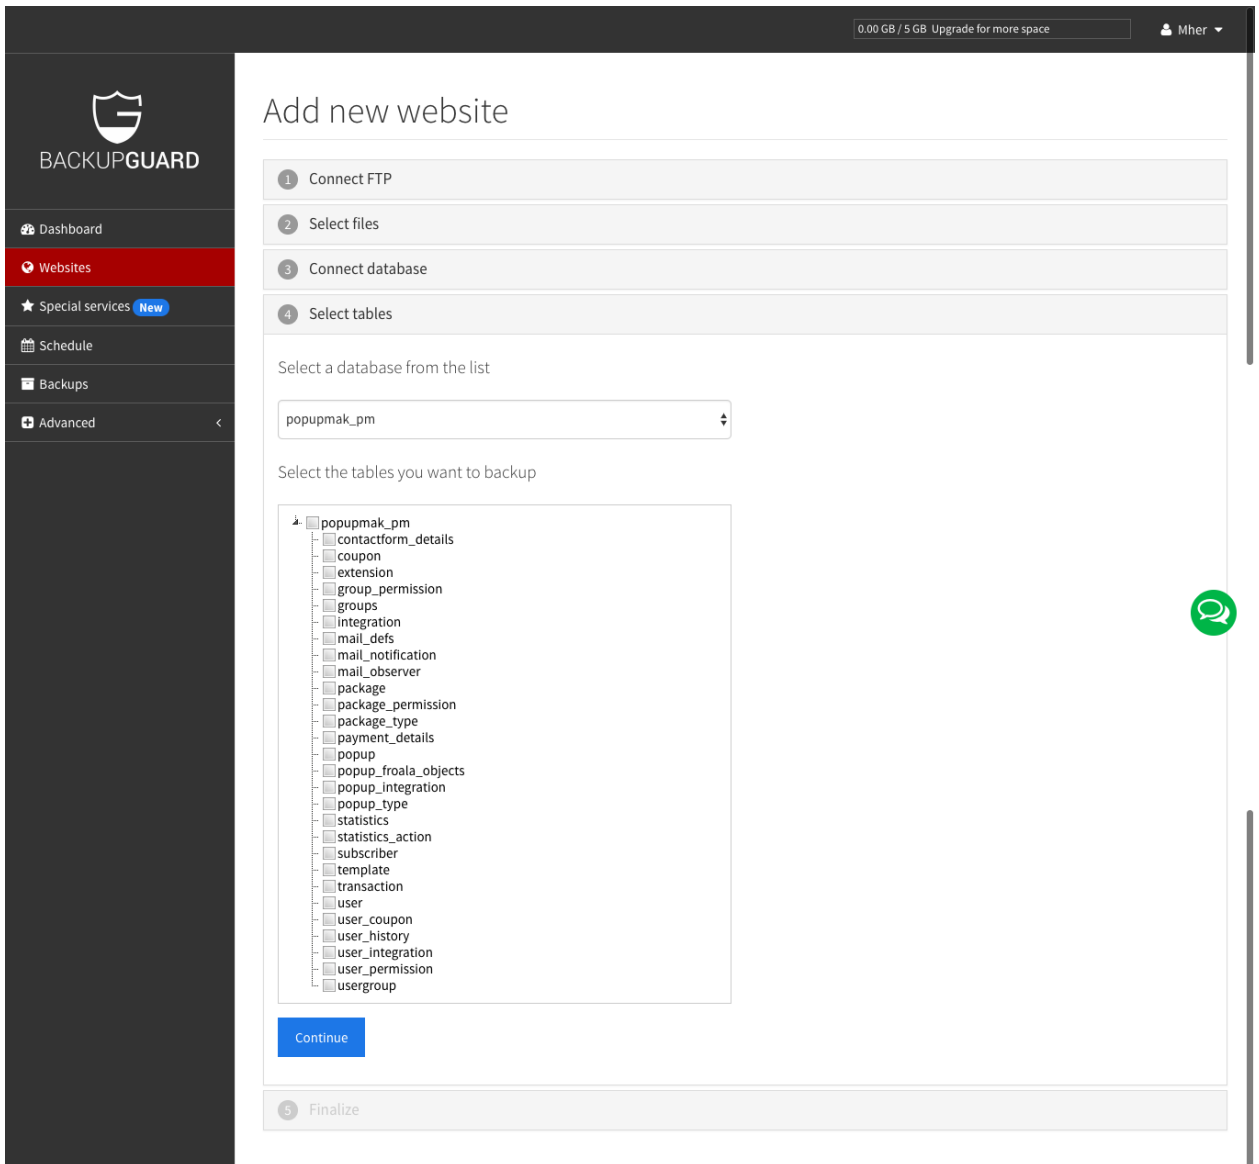 0.00 GB / 5 GB Upgrade for more space
Mher
BACKUPGUARD
Dashboard
Websites
Special services New
Schedule
Backups
Advanced
Add new website
1 Connect FTP
2 Select files
3 Connect database
4 Select tables
Select a database from the list
popupmak_pm
Select the tables you want to backup
popupmak_pm
contactform_details
coupon
extension
group_permission
groups
integration
mail_defs
mail_notification
mail_observer
package
package_permission
package_type
payment_details
popup
popup_froala_objects
popup_integration
popup_type
statistics
statistics_action
subscriber
template
transaction
user
user_coupon
user_history
user_integration
user_permission
usergroup
Continue
5 Finalize